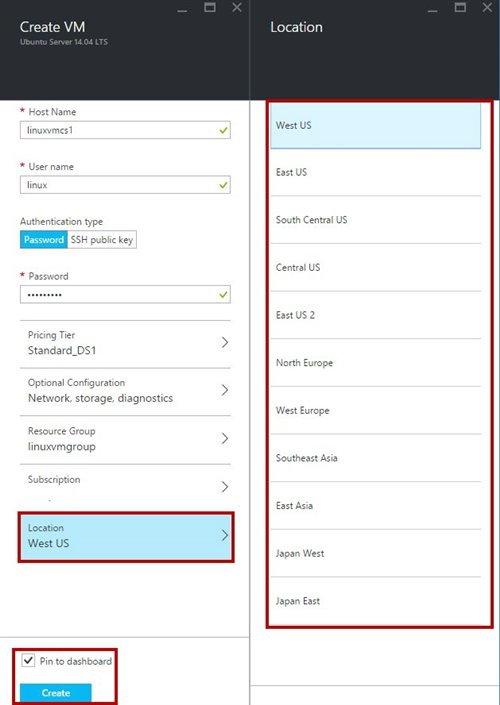 Create VM
Ubuntu Server 14.04 LTS
* Host Name
linuxvmcs1
* User name
linux
Authentication type
Password SSH public key
* Password
•••••••••
Pricing Tier
Standard_DS1
Optional Configuration
Network, storage, diagnostics
Resource Group
linuxvmgroup
Subscription
Location
West US
Pin to dashboard
Create
Location
West US
East US
South Central US
Central US
East US 2
North Europe
West Europe
Southeast Asia
East Asia
Japan West
Japan East